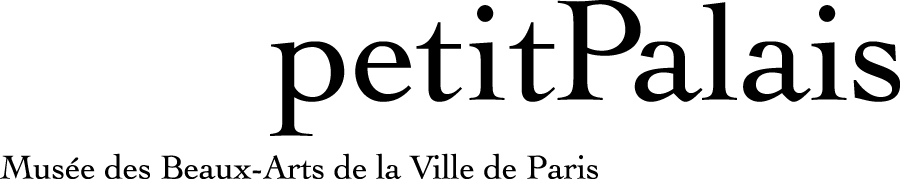 petitPalais
Musée des Beaux-Arts de la Ville de Paris